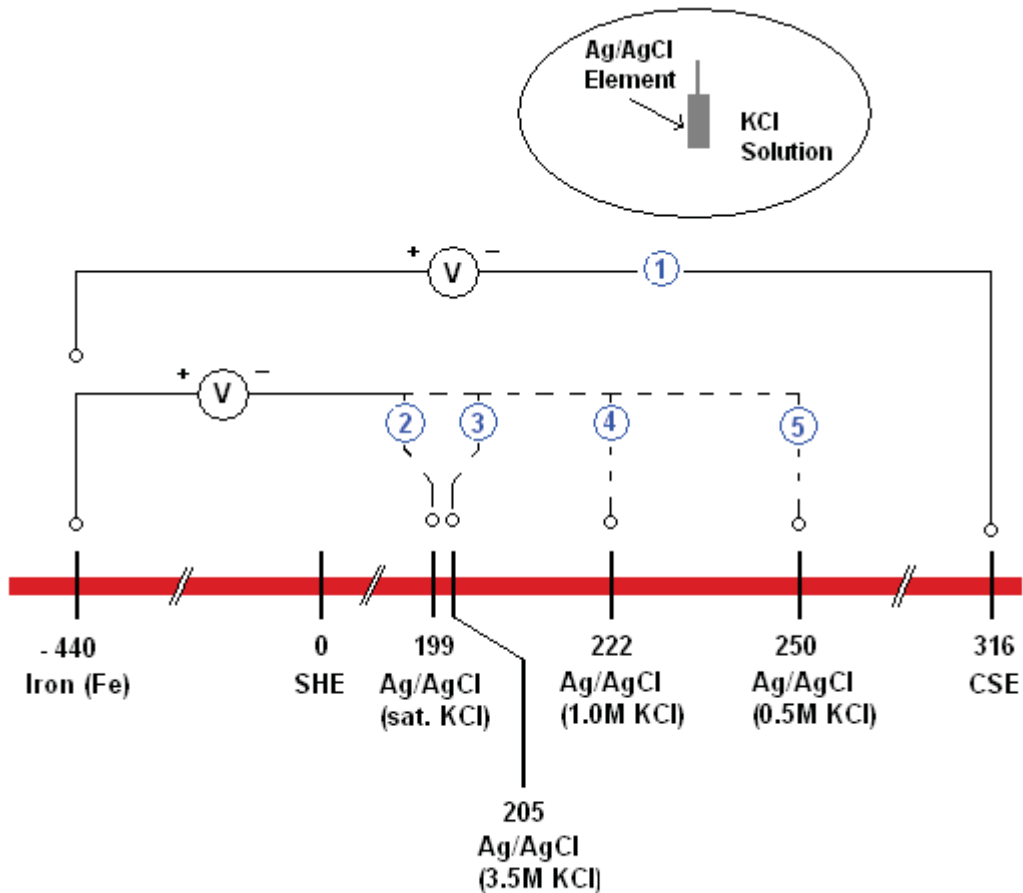 Ag/AgCl
Element
KCl
Solution
+ V −
1
+ V −
2
3
4
5
- 440
Iron (Fe)
0
SHE
199
Ag/AgCl
(sat. KCl)
222
Ag/AgCl
(1.0M KCl)
250
Ag/AgCl
(0.5M KCl)
316
CSE
205
Ag/AgCl
(3.5M KCl)